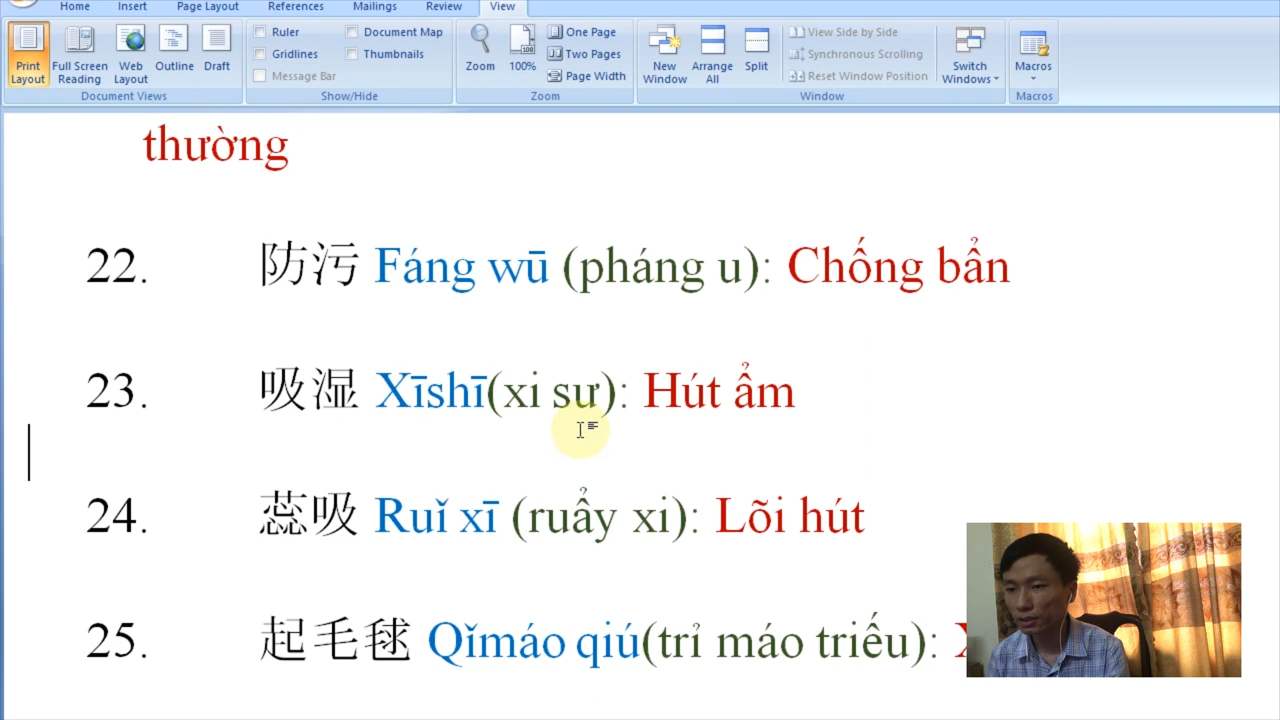 Home Insert Page Layout References Mailings Review View
Ruler Document Map One Page View Side by Side
Gridlines Thumbnails Two Pages Synchronous Scrolling
Message Bar Page Width Reset Window Position
Print Layout Full Screen Reading Web Layout Outline Draft Zoom 100% New Window Arrange All Split Switch Windows Macros
Document Views Show/Hide Zoom Window Macros
thường
22. 防污 Fáng wū (pháng u): Chống bẩn
23. 吸湿 Xīshī(xi sư): Hút ẩm
24. 蕊吸 Ruǐ xī (ruẩy xi): Lõi hút
25. 起毛毬 Qǐmáo qiú(trỉ máo triếu):